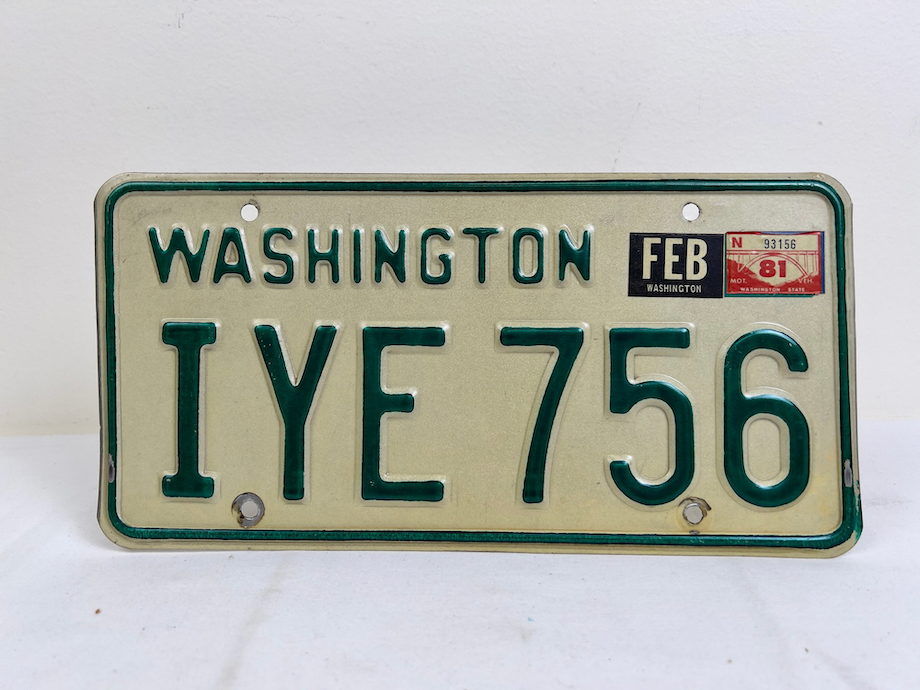 WASHINGTON
FEB
WASHINGTON
N 93156
81
MOT. VEH.
WASHINGTON STATE
IYE 756